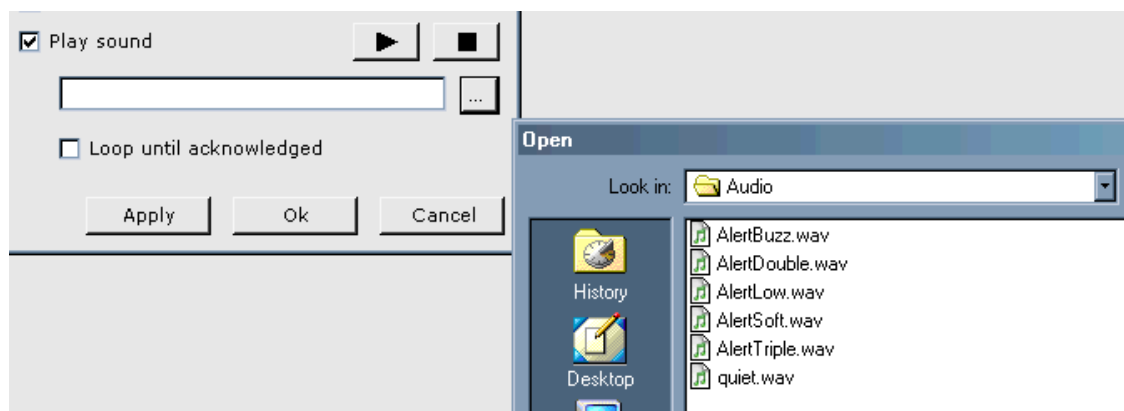 Play sound
...
Loop until acknowledged
Apply Ok Cancel
Open
Look in: Audio
History
Desktop
AlertBuzz.wav
AlertDouble.wav
AlertLow.wav
AlertSoft.wav
AlertTriple.wav
quiet.wav